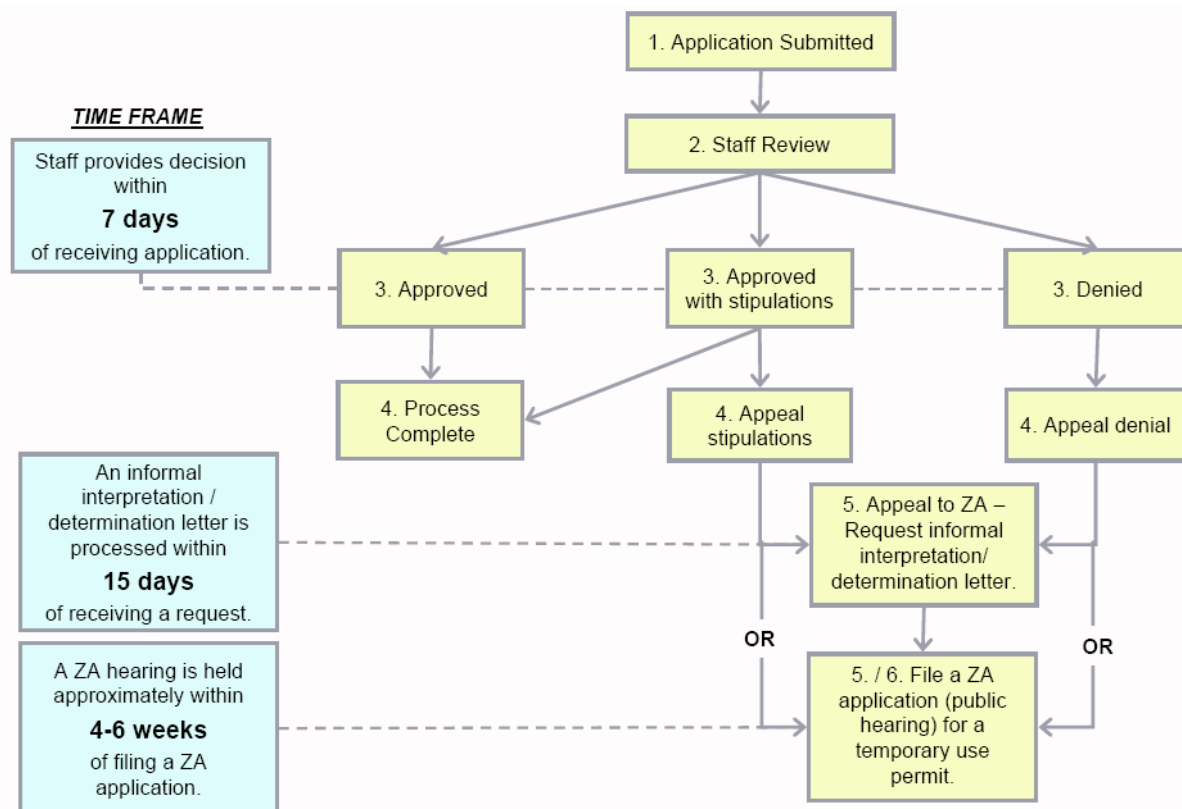 1. Application Submitted
TIME FRAME
2. Staff Review
Staff provides decision
within
7 days
of receiving application.
3. Approved
3. Approved
with stipulations
3. Denied
4. Process
Complete
4. Appeal
stipulations
4. Appeal denial
An informal
interpretation /
determination letter is
processed within
15 days
of receiving a request.
5. Appeal to ZA –
Request informal
interpretation/
determination letter.
OR
OR
A ZA hearing is held
approximately within
4-6 weeks
of filing a ZA
application.
5. / 6. File a ZA
application (public
hearing) for a
temporary use
permit.